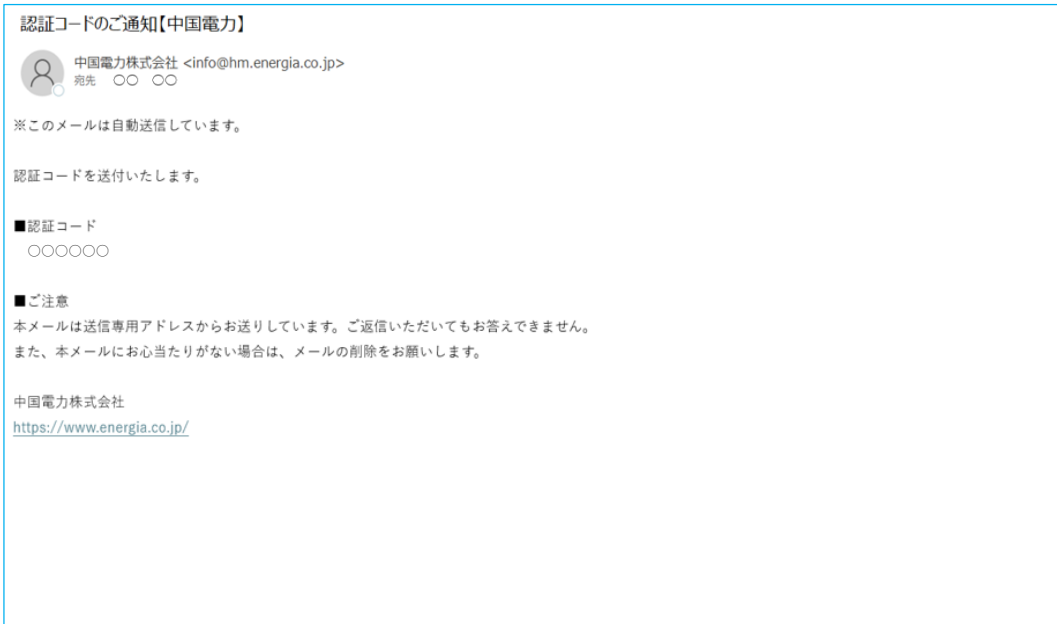 認証コードのご通知【中国電力】
中国電力株式会社 <info@hm.energia.co.jp>
宛先 〇〇 〇〇
※このメールは自動送信しています。
認証コードを送付いたします。
■認証コード
〇〇〇〇〇〇
■ご注意
本メールは送信専用アドレスからお送りしています。ご返信いただいてもお答えできません。
また、本メールにお心当たりがない場合は、メールの削除をお願いします。
中国電力株式会社
https://www.energia.co.jp/